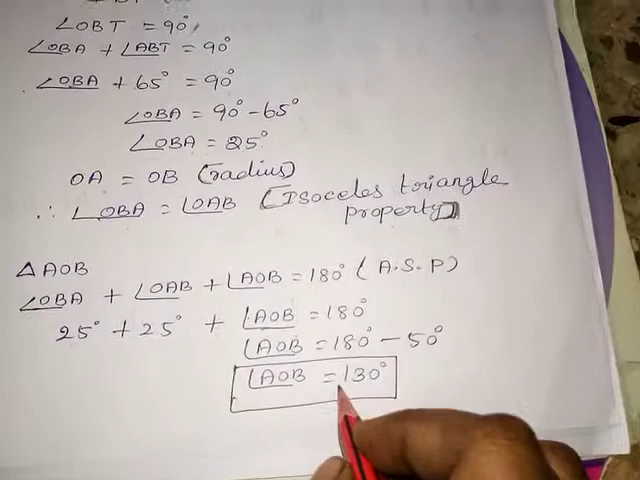 ∠OBT = 90°,
∠OBA + ∠ABT = 90°
∠OBA + 65° = 90°
∠OBA = 90° - 65°
∠OBA = 25°
OA = OB (radius)
∴ ∠OBA = ∠OAB (Isoceles triangle
property)
△AOB
∠OBA + ∠OAB + ∠AOB = 180° (A.S.P)
25° + 25° + ∠AOB = 180°
∠AOB = 180° - 50°
∠AOB = 130°